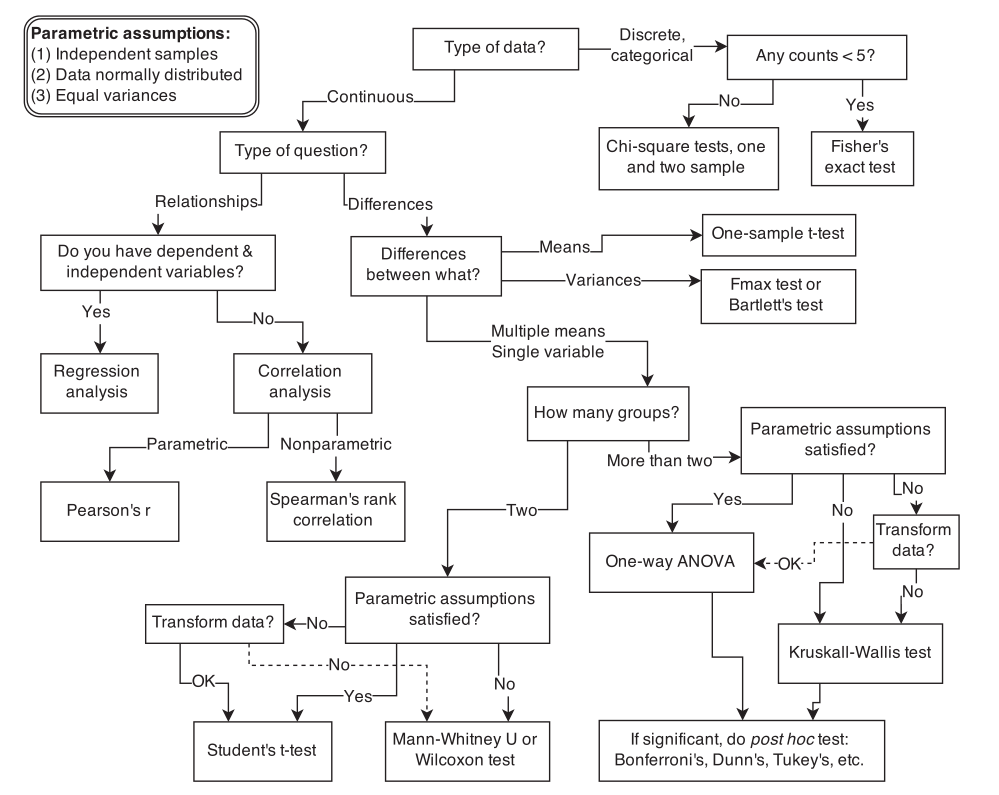 Parametric assumptions:
(1) Independent samples
(2) Data normally distributed
(3) Equal variances
Type of data?
Discrete,
categorical
Any counts < 5?
Continuous
No
Yes
Type of question?
Chi-square tests, one
and two sample
Fisher's
exact test
Relationships
Differences
Do you have dependent &
independent variables?
Differences
between what?
Means
One-sample t-test
Variances
Fmax test or
Bartlett's test
Yes
No
Multiple means
Single variable
Regression
analysis
Correlation
analysis
How many groups?
Parametric
Nonparametric
More than two
Parametric assumptions
satisfied?
Pearson's r
Spearman's rank
correlation
Two
Yes
No
No
Transform
data?
One-way ANOVA
OK
No
Parametric assumptions
satisfied?
Transform data?
No
Kruskall-Wallis test
OK
No
Yes
No
Student's t-test
Mann-Whitney U or
Wilcoxon test
If significant, do post hoc test:
Bonferroni's, Dunn's, Tukey's, etc.